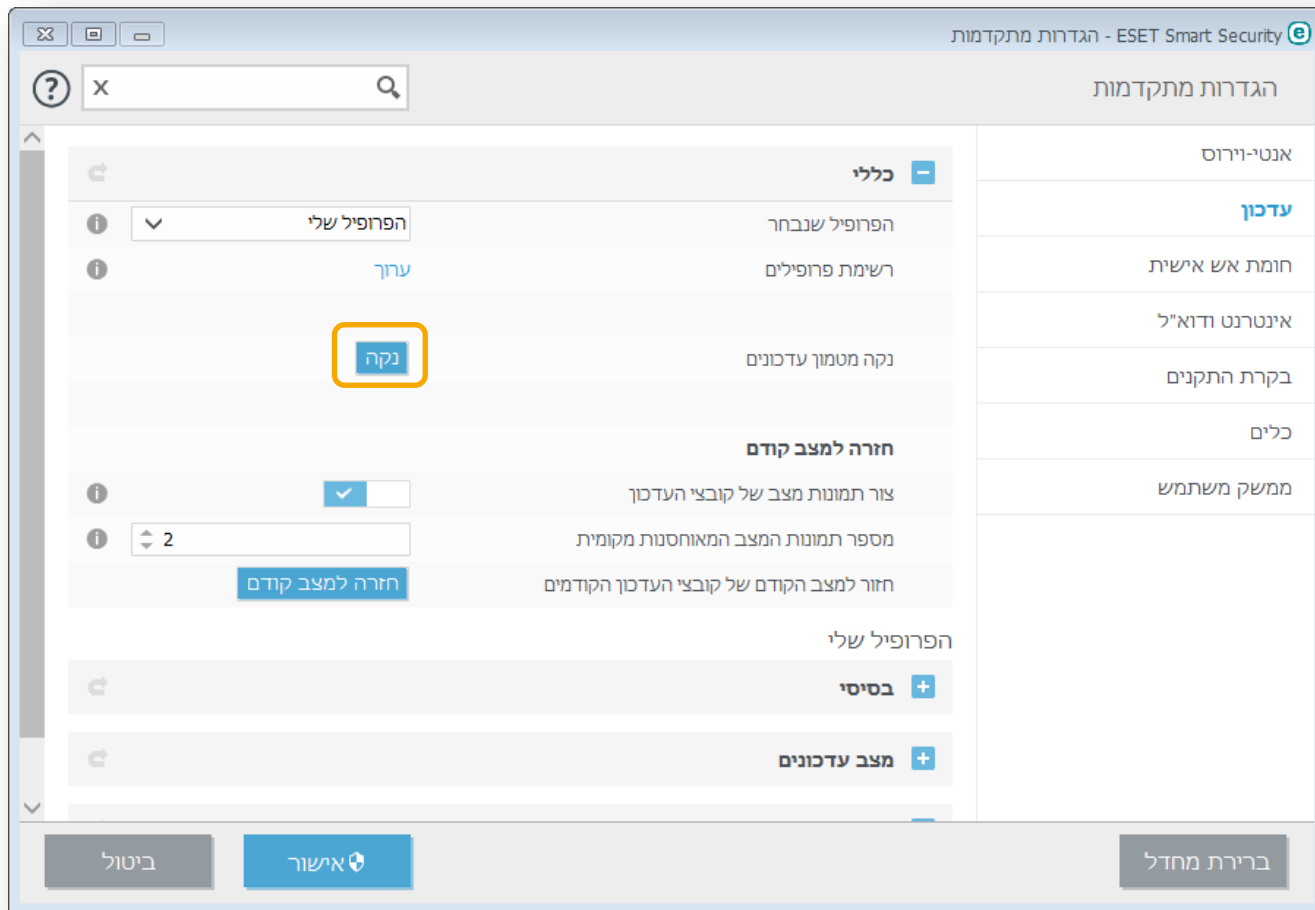 ESET Smart Security - הגדרות מתקדמות
הגדרות מתקדמות
X
?
אנטי-וירוס
עדכון
חומת אש אישית
אינטרנט ודוא"ל
בקרת התקנים
כלים
ממשק משתמש
כללי
הפרופיל שנבחר הפרופיל שלי
רשימת פרופילים ערוך
נקה מטמון עדכונים נקה
חזרה למצב קודם
צור תמונות מצב של קובצי העדכון
מספר תמונות המצב המאוחסנות מקומית 2
חזור למצב הקודם של קובצי העדכון הקודמים חזרה למצב קודם
הפרופיל שלי
בסיסי
מצב עדכונים
ברירת מחדל
אישור
ביטול